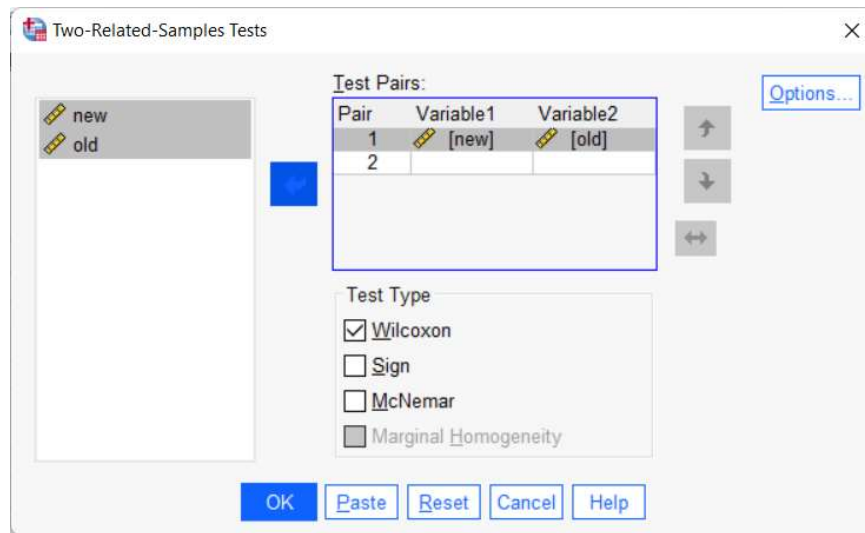 Two-Related-Samples Tests
new
old
Test Pairs:
Pair Variable1 Variable2
1 [new] [old]
2
Options...
Test Type
Wilcoxon
Sign
McNemar
Marginal Homogeneity
OK Paste Reset Cancel Help